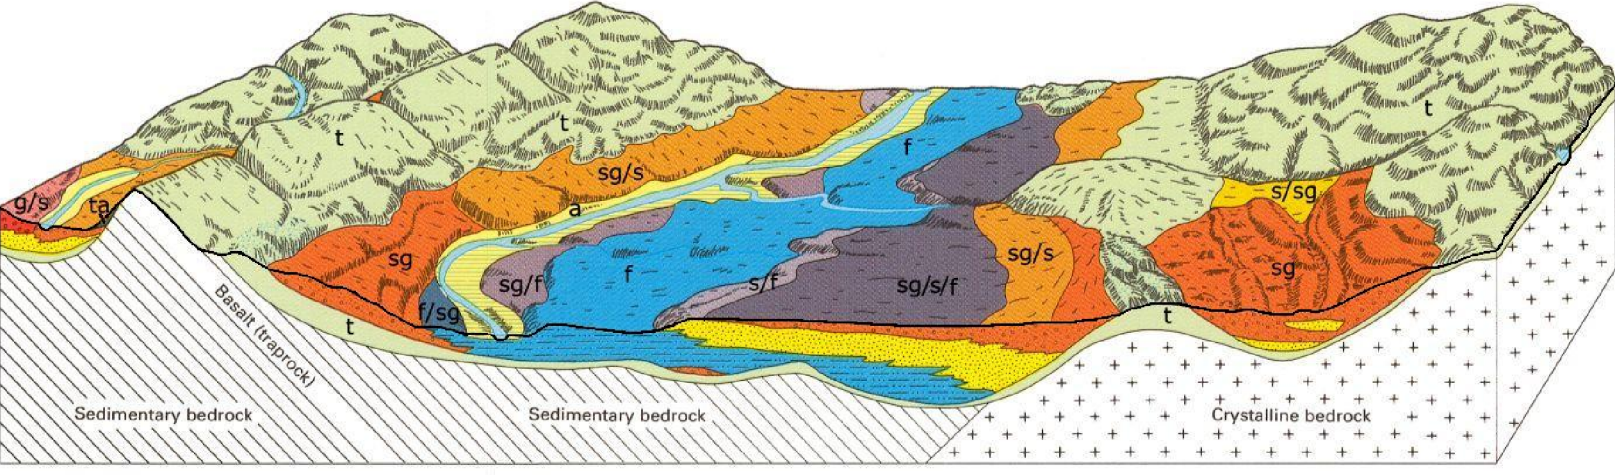 t
t
t
g/s
ta
sg/s
a
f
s/sg
sg
sg/f
f
s/f
sg/s/f
sg/s
sg
f/sg
t
t
Basalt (traprock)
Sedimentary bedrock
Sedimentary bedrock
Crystalline bedrock